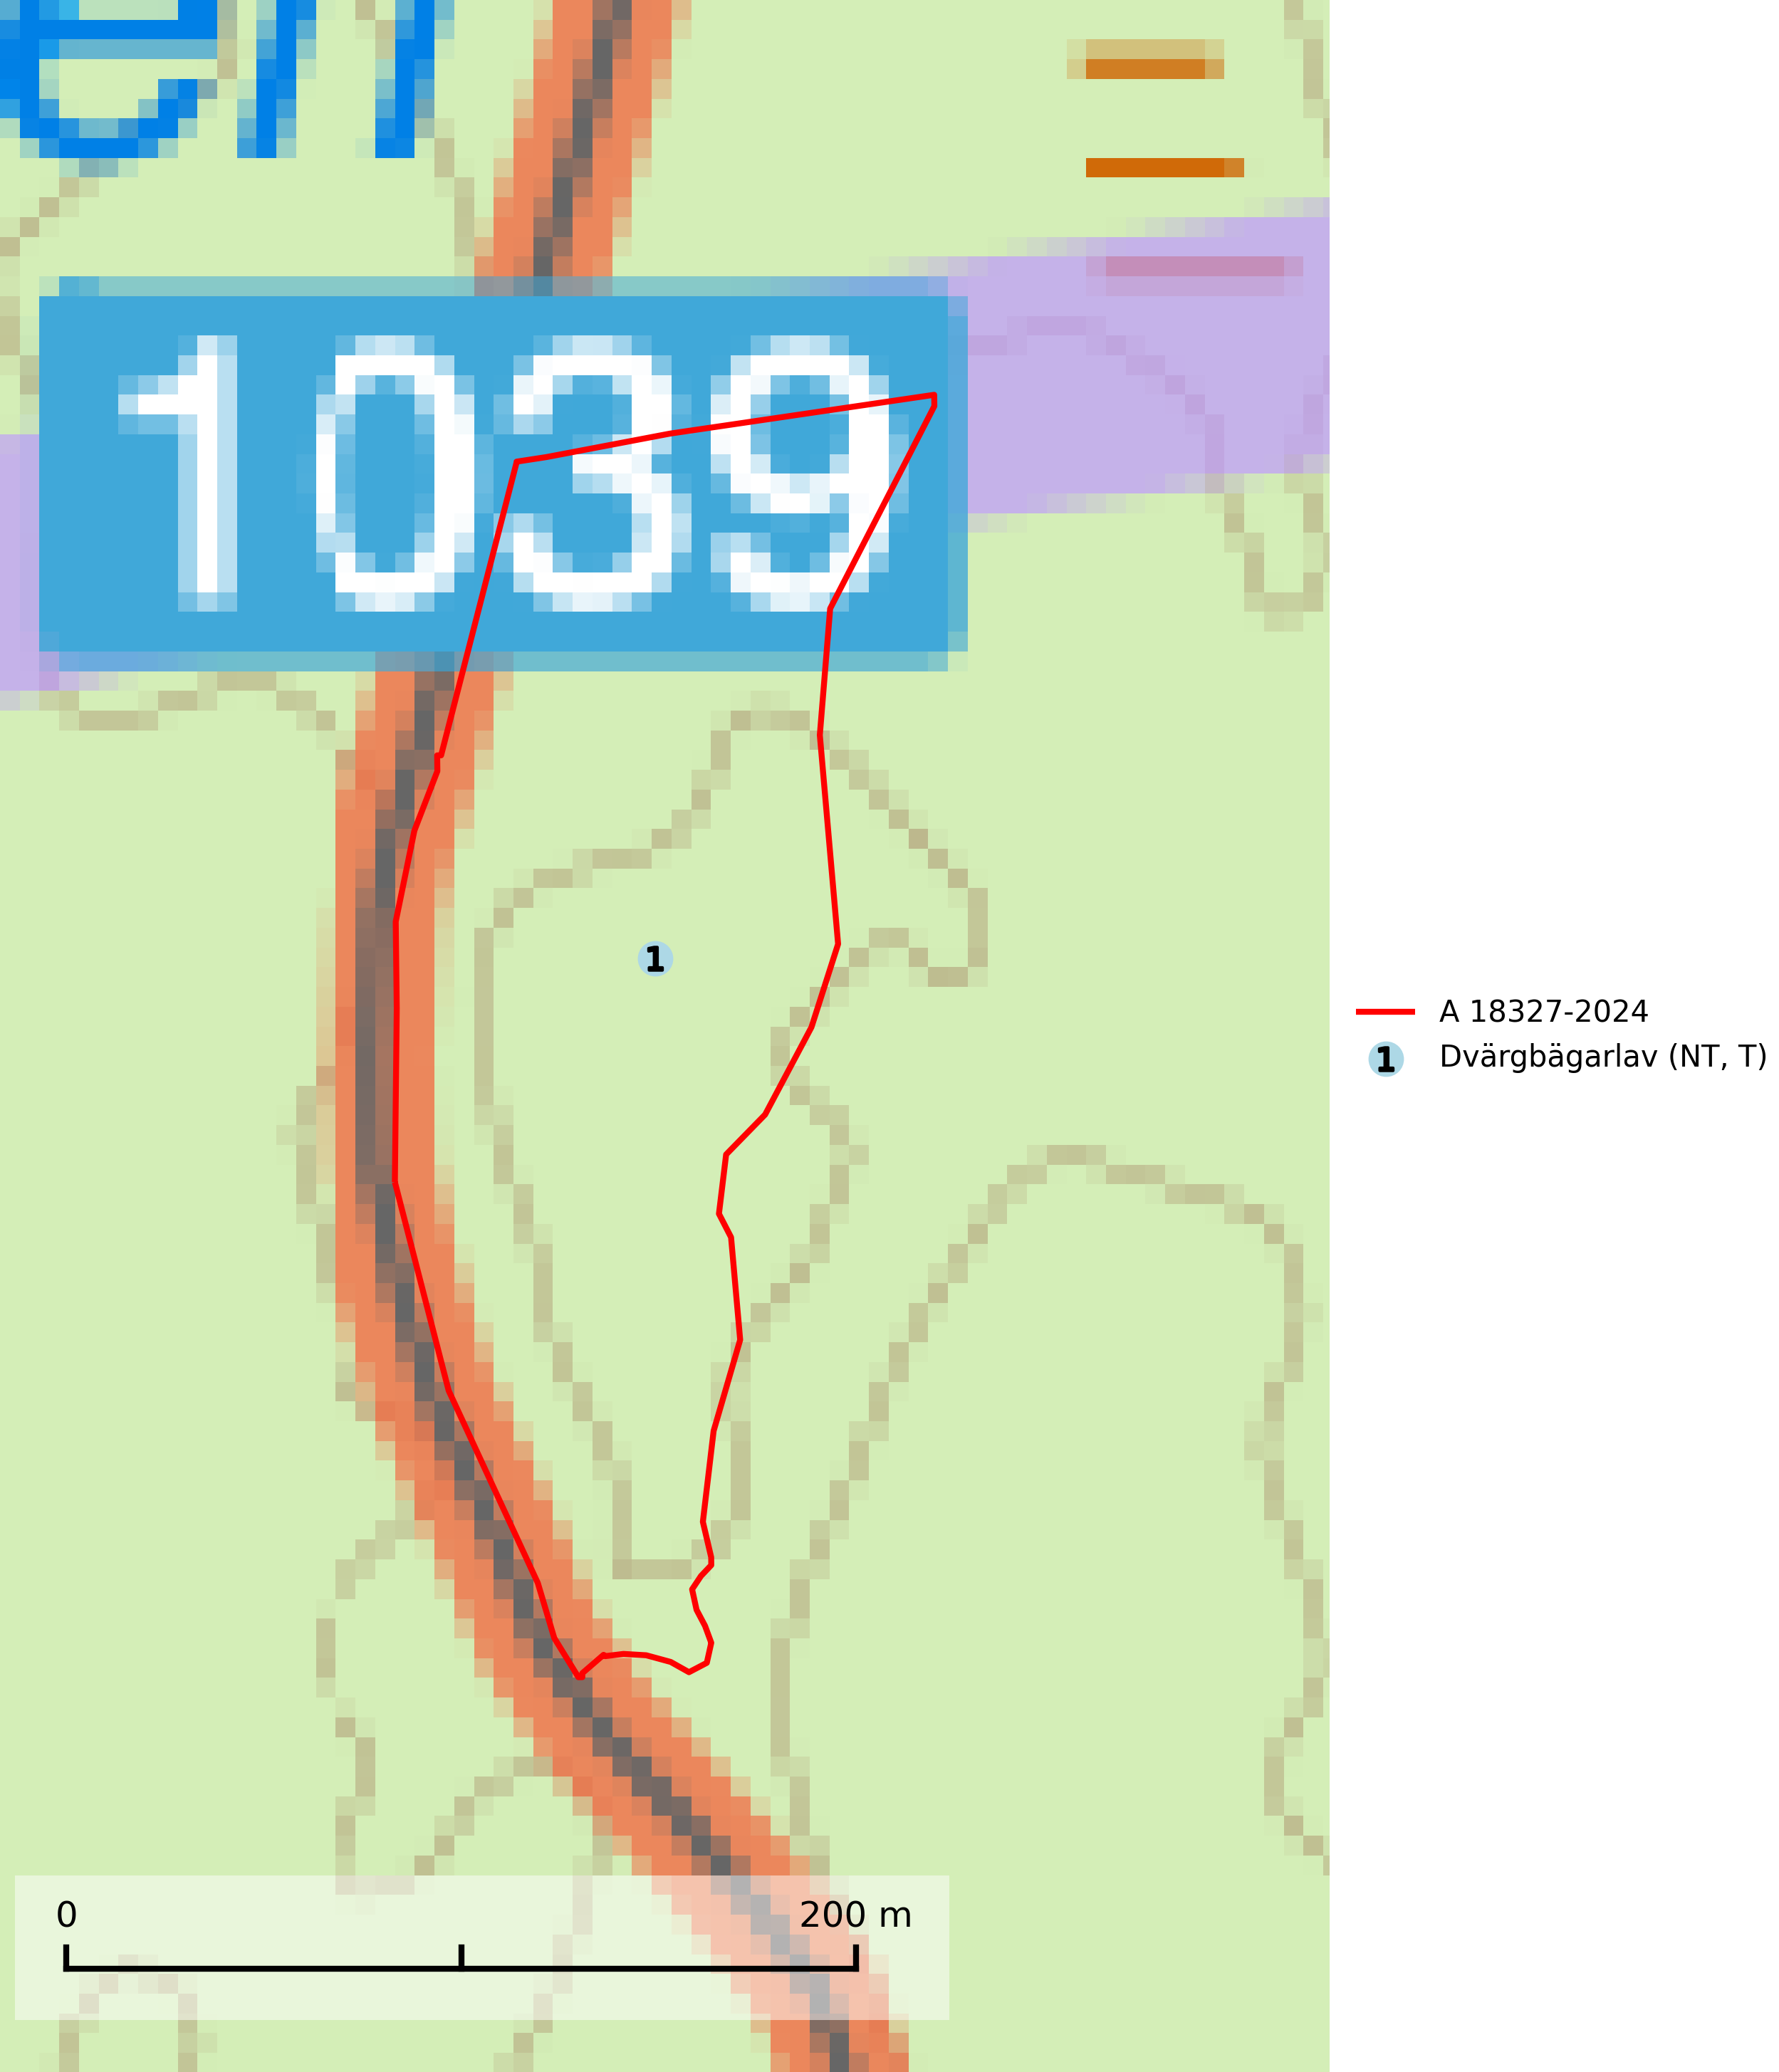 1039
1
A 18327-2024
1 Dvärgbägarlav (NT, T)
0 200 m